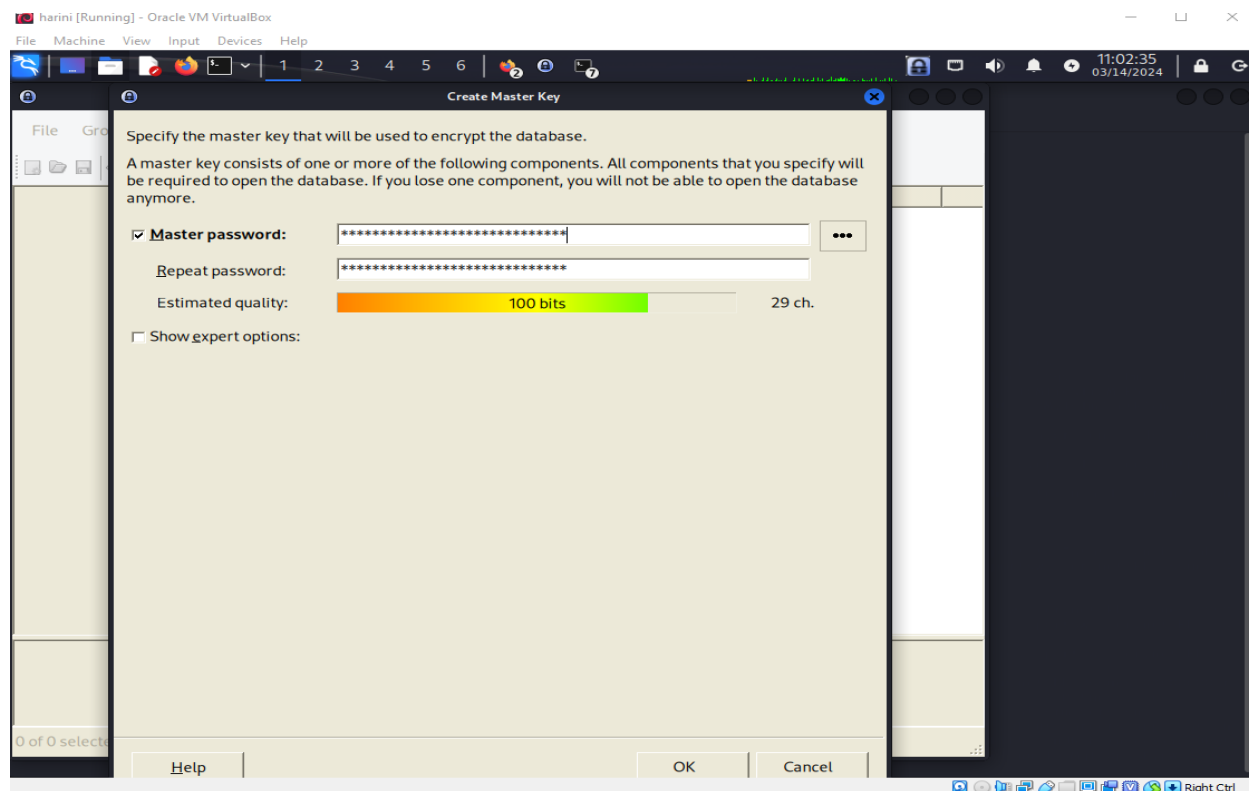 harini [Running] - Oracle VM VirtualBox
File Machine View Input Devices Help
1 2 3 4 5 6 2 7 11:02:35
03/14/2024
Create Master Key
File Gro
Specify the master key that will be used to encrypt the database.
A master key consists of one or more of the following components. All components that you specify will
be required to open the database. If you lose one component, you will not be able to open the database
anymore.
Master password: *****************************
Repeat password: *****************************
Estimated quality: 100 bits 29 ch.
Show expert options:
0 of 0 selecte
Help OK Cancel
Right Ctrl